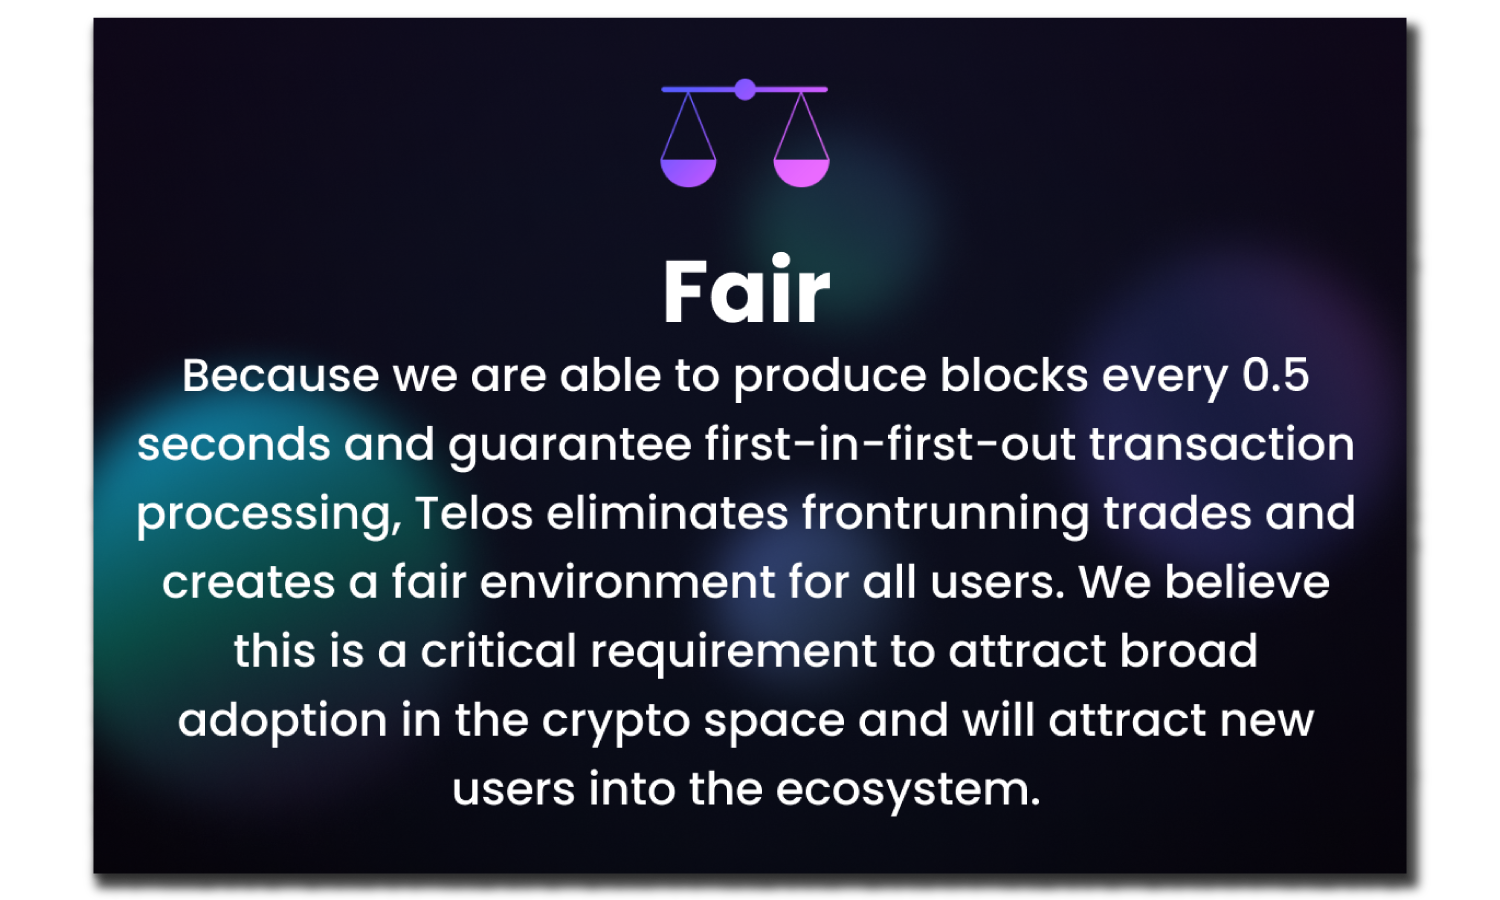 Fair
Because we are able to produce blocks every 0.5
seconds and guarantee first-in-first-out transaction
processing, Telos eliminates frontrunning trades and
creates a fair environment for all users. We believe
this is a critical requirement to attract broad
adoption in the crypto space and will attract new
users into the ecosystem.